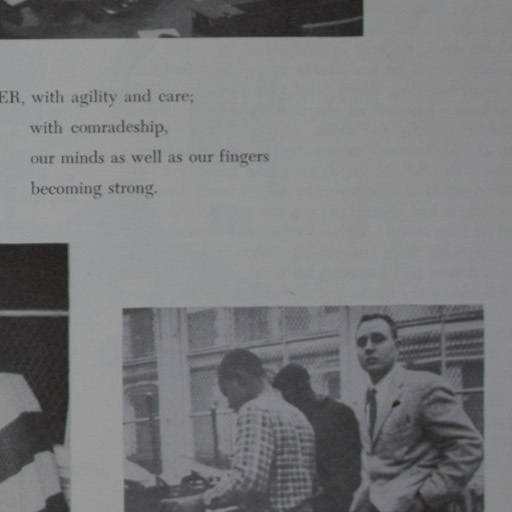 ER, with agility and care;
with comradeship,
our minds as well as our fingers
becoming strong.